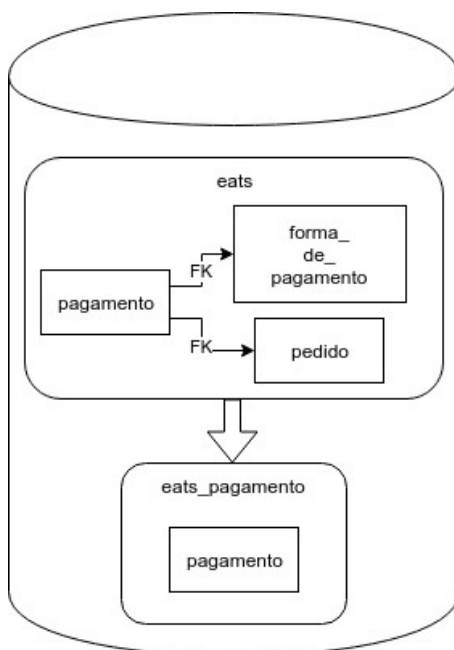 eats
forma_
de_
pagamento
FK
pagamento
FK
pedido
eats_pagamento
pagamento